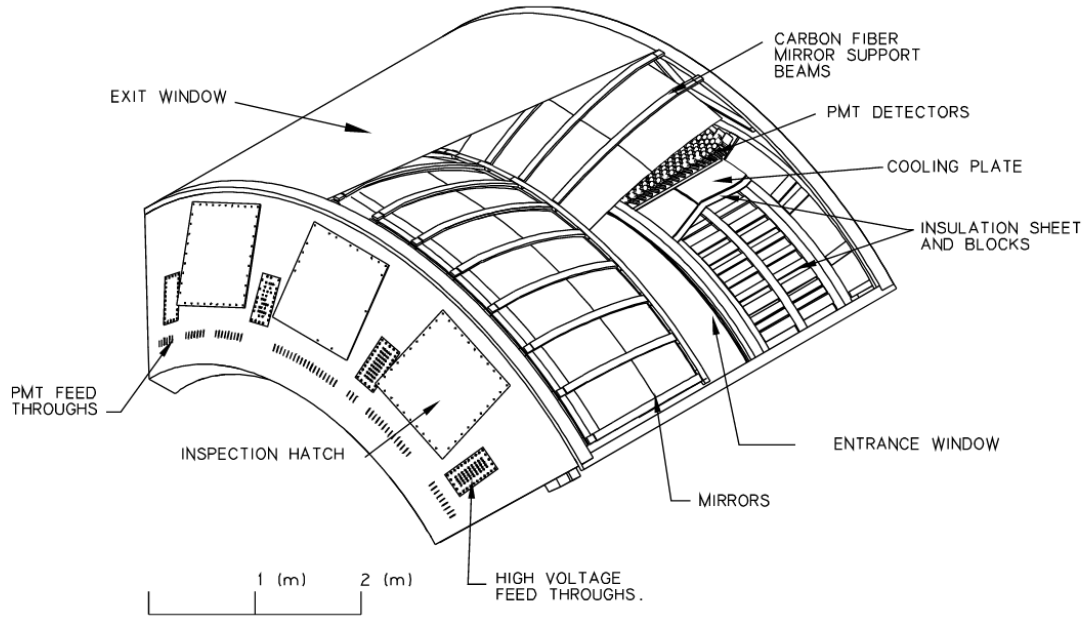 CARBON FIBER
MIRROR SUPPORT
BEAMS
EXIT WINDOW
PMT DETECTORS
COOLING PLATE
INSULATION SHEET
AND BLOCKS
PMT FEED
THROUGHS
INSPECTION HATCH
ENTRANCE WINDOW
MIRRORS
1 (m) 2 (m)
HIGH VOLTAGE
FEED THROUGHS.